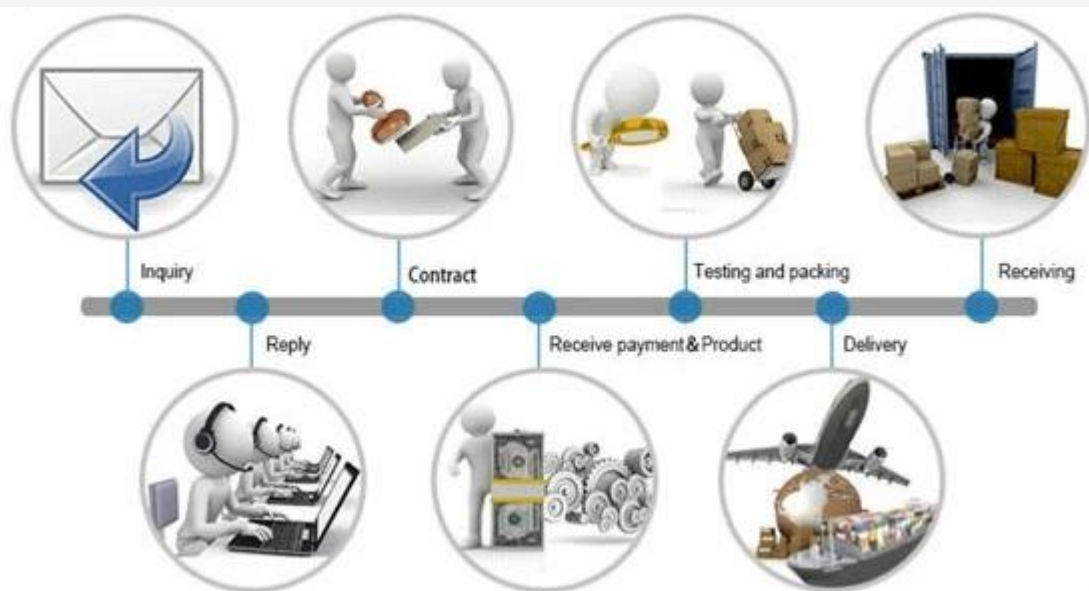 Inquiry
Reply
Contract
Receive payment & Product
Testing and packing
Delivery
Receiving